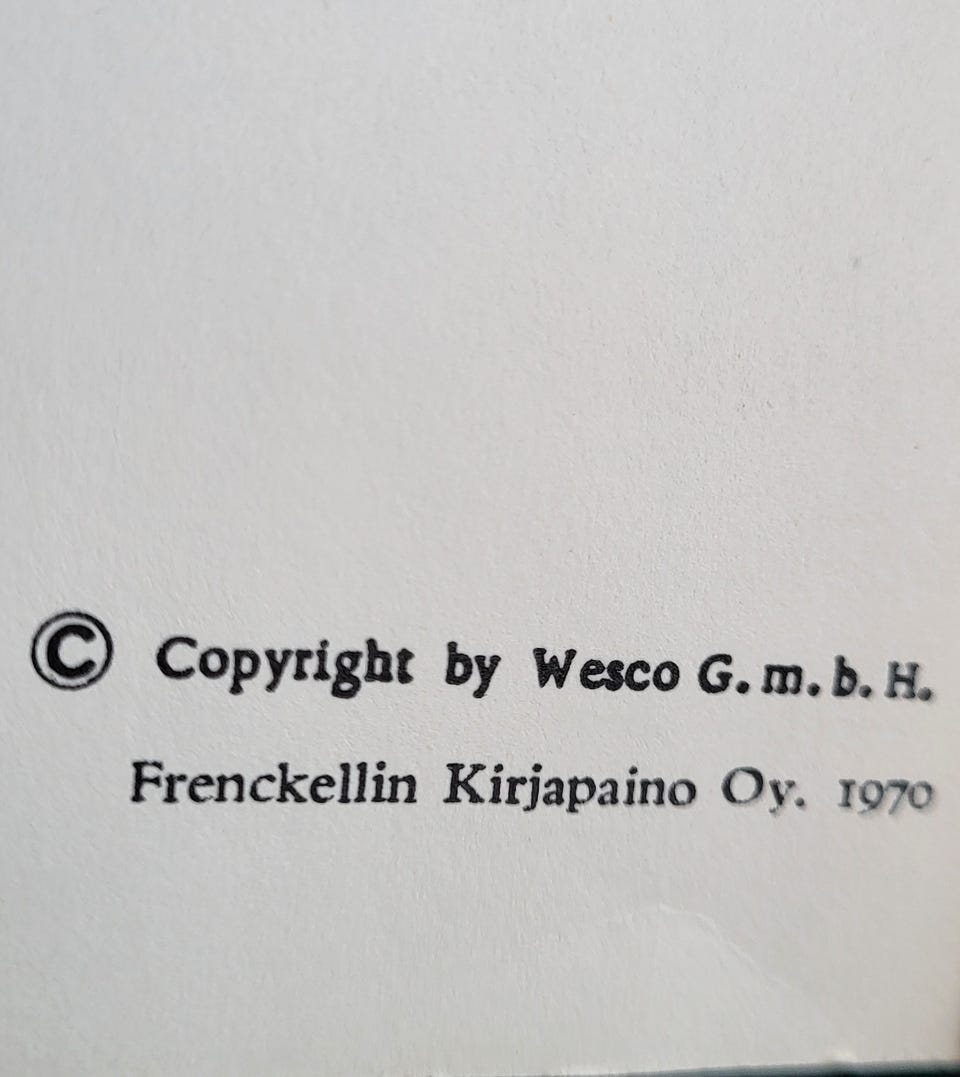 © Copyright by Wesco G.m.b.H.
Frenckellin Kirjapaino Oy. 1970